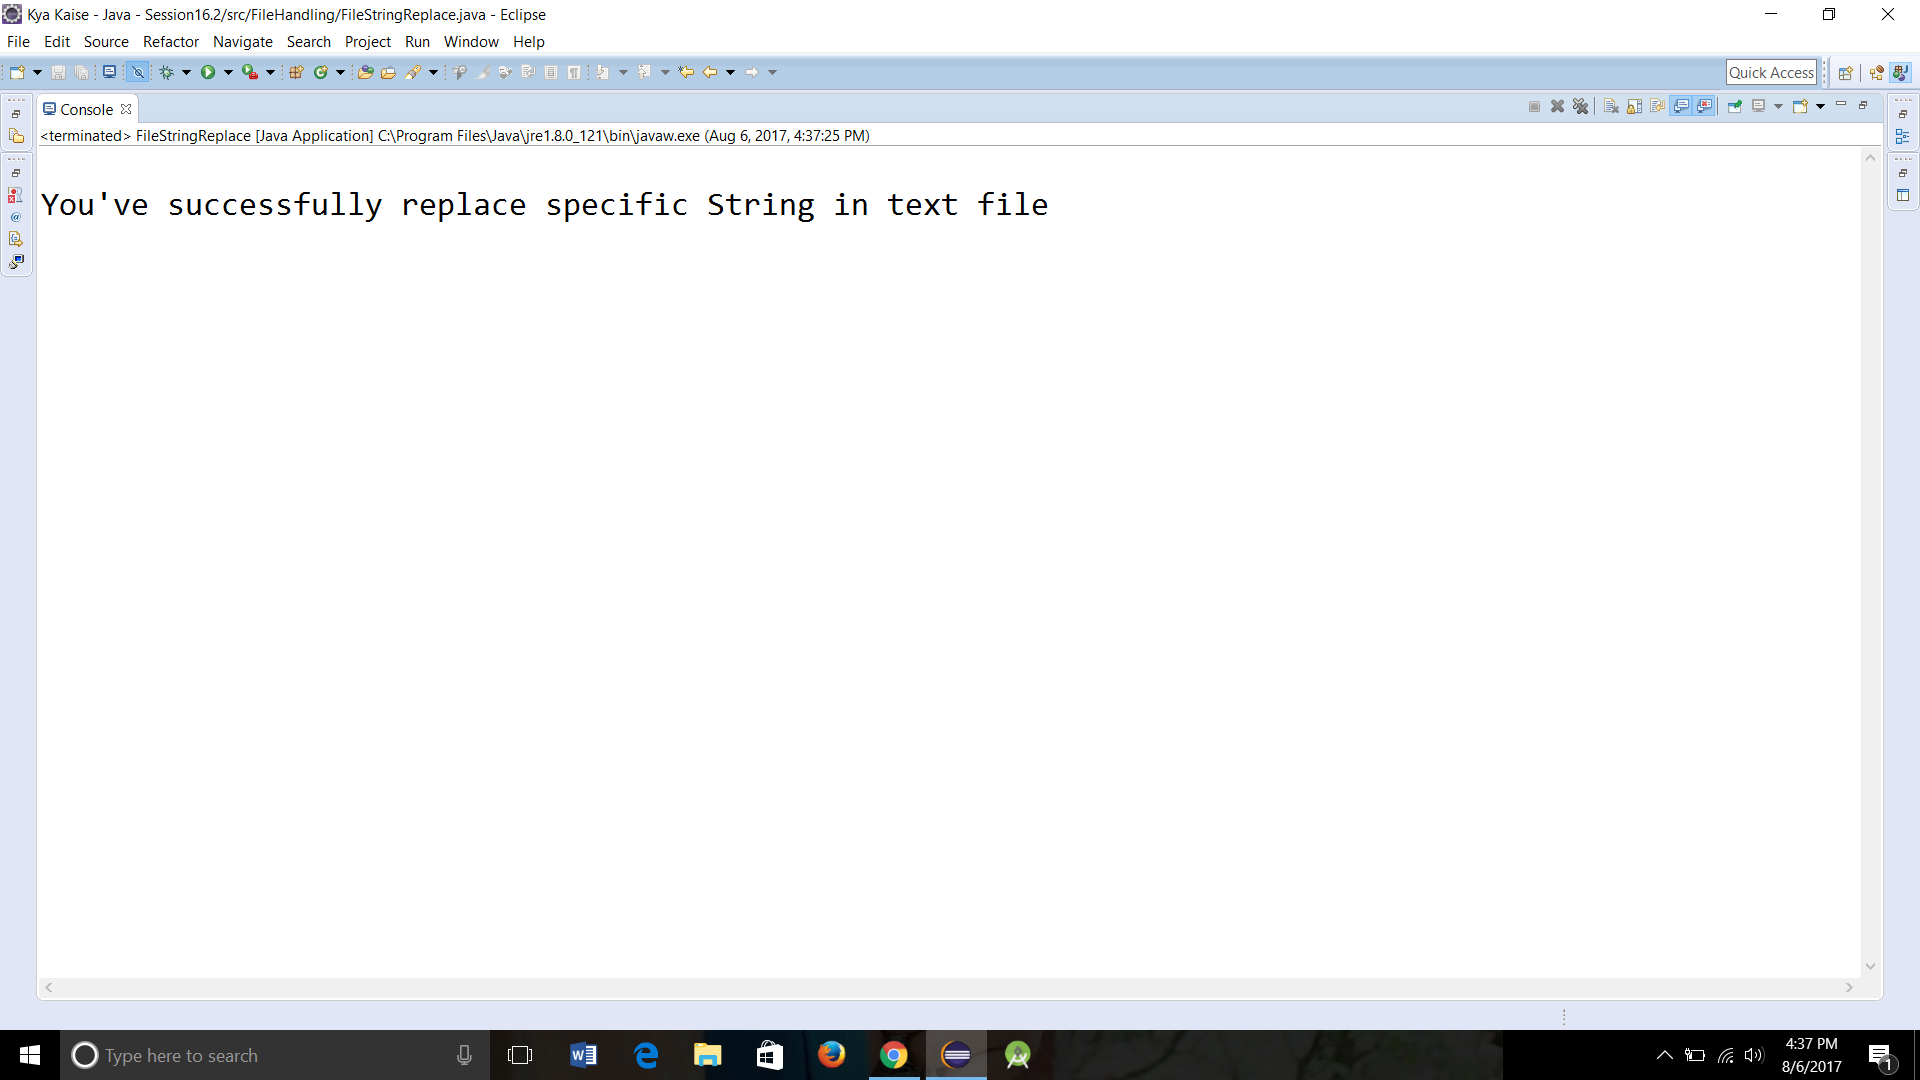 Kya Kaise - Java - Session16.2/src/FileHandling/FileStringReplace.java - Eclipse
File Edit Source Refactor Navigate Search Project Run Window Help
Quick Access
Console
<terminated> FileStringReplace [Java Application] C:\Program Files\Java\jre1.8.0_121\bin\javaw.exe (Aug 6, 2017, 4:37:25 PM)
You've successfully replace specific String in text file
Type here to search
4:37 PM
8/6/2017
1